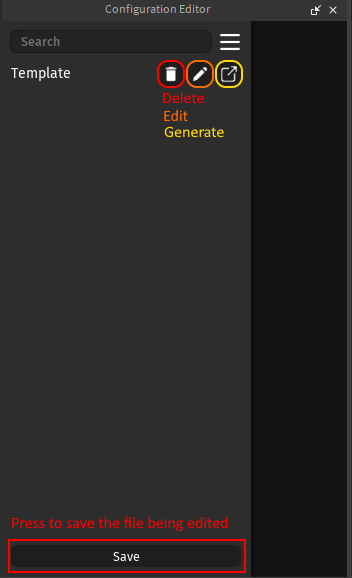 Configuration Editor
Search
Template
Delete
Edit
Generate
Press to save the file being edited
Save